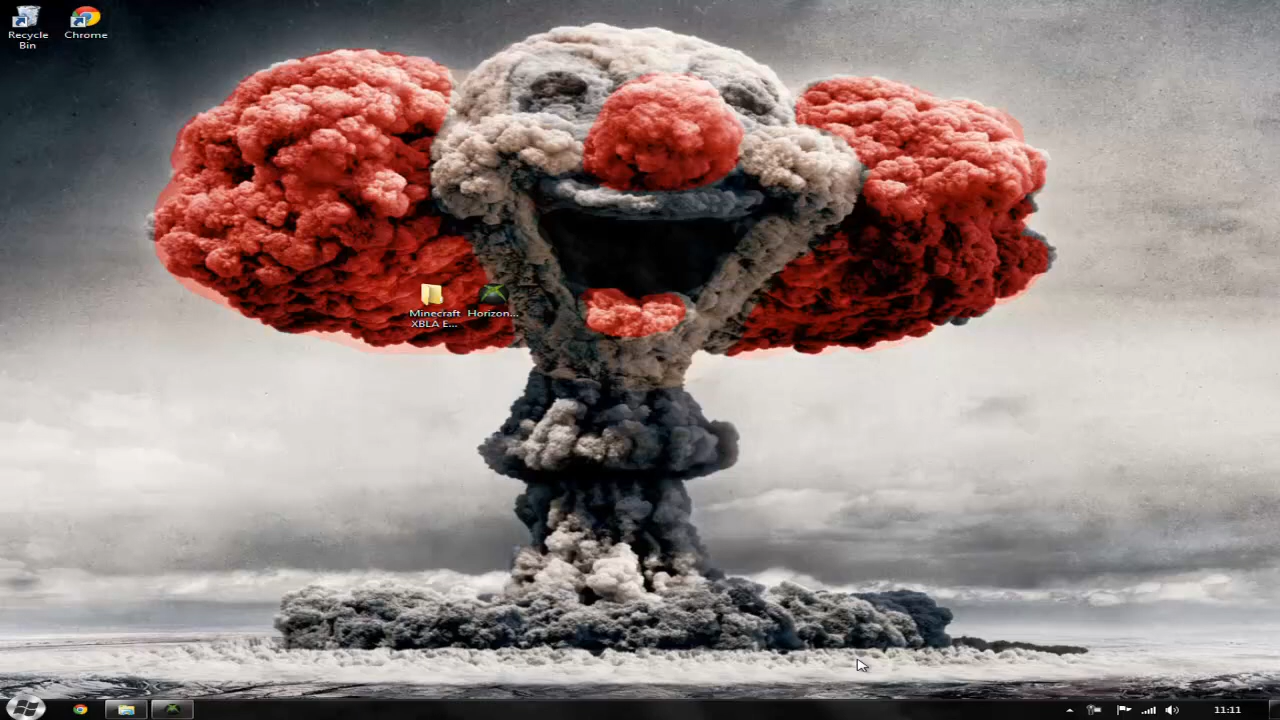 Recycle
Bin
Chrome
Minecraft
XBLA E...
Horizon...
11:11